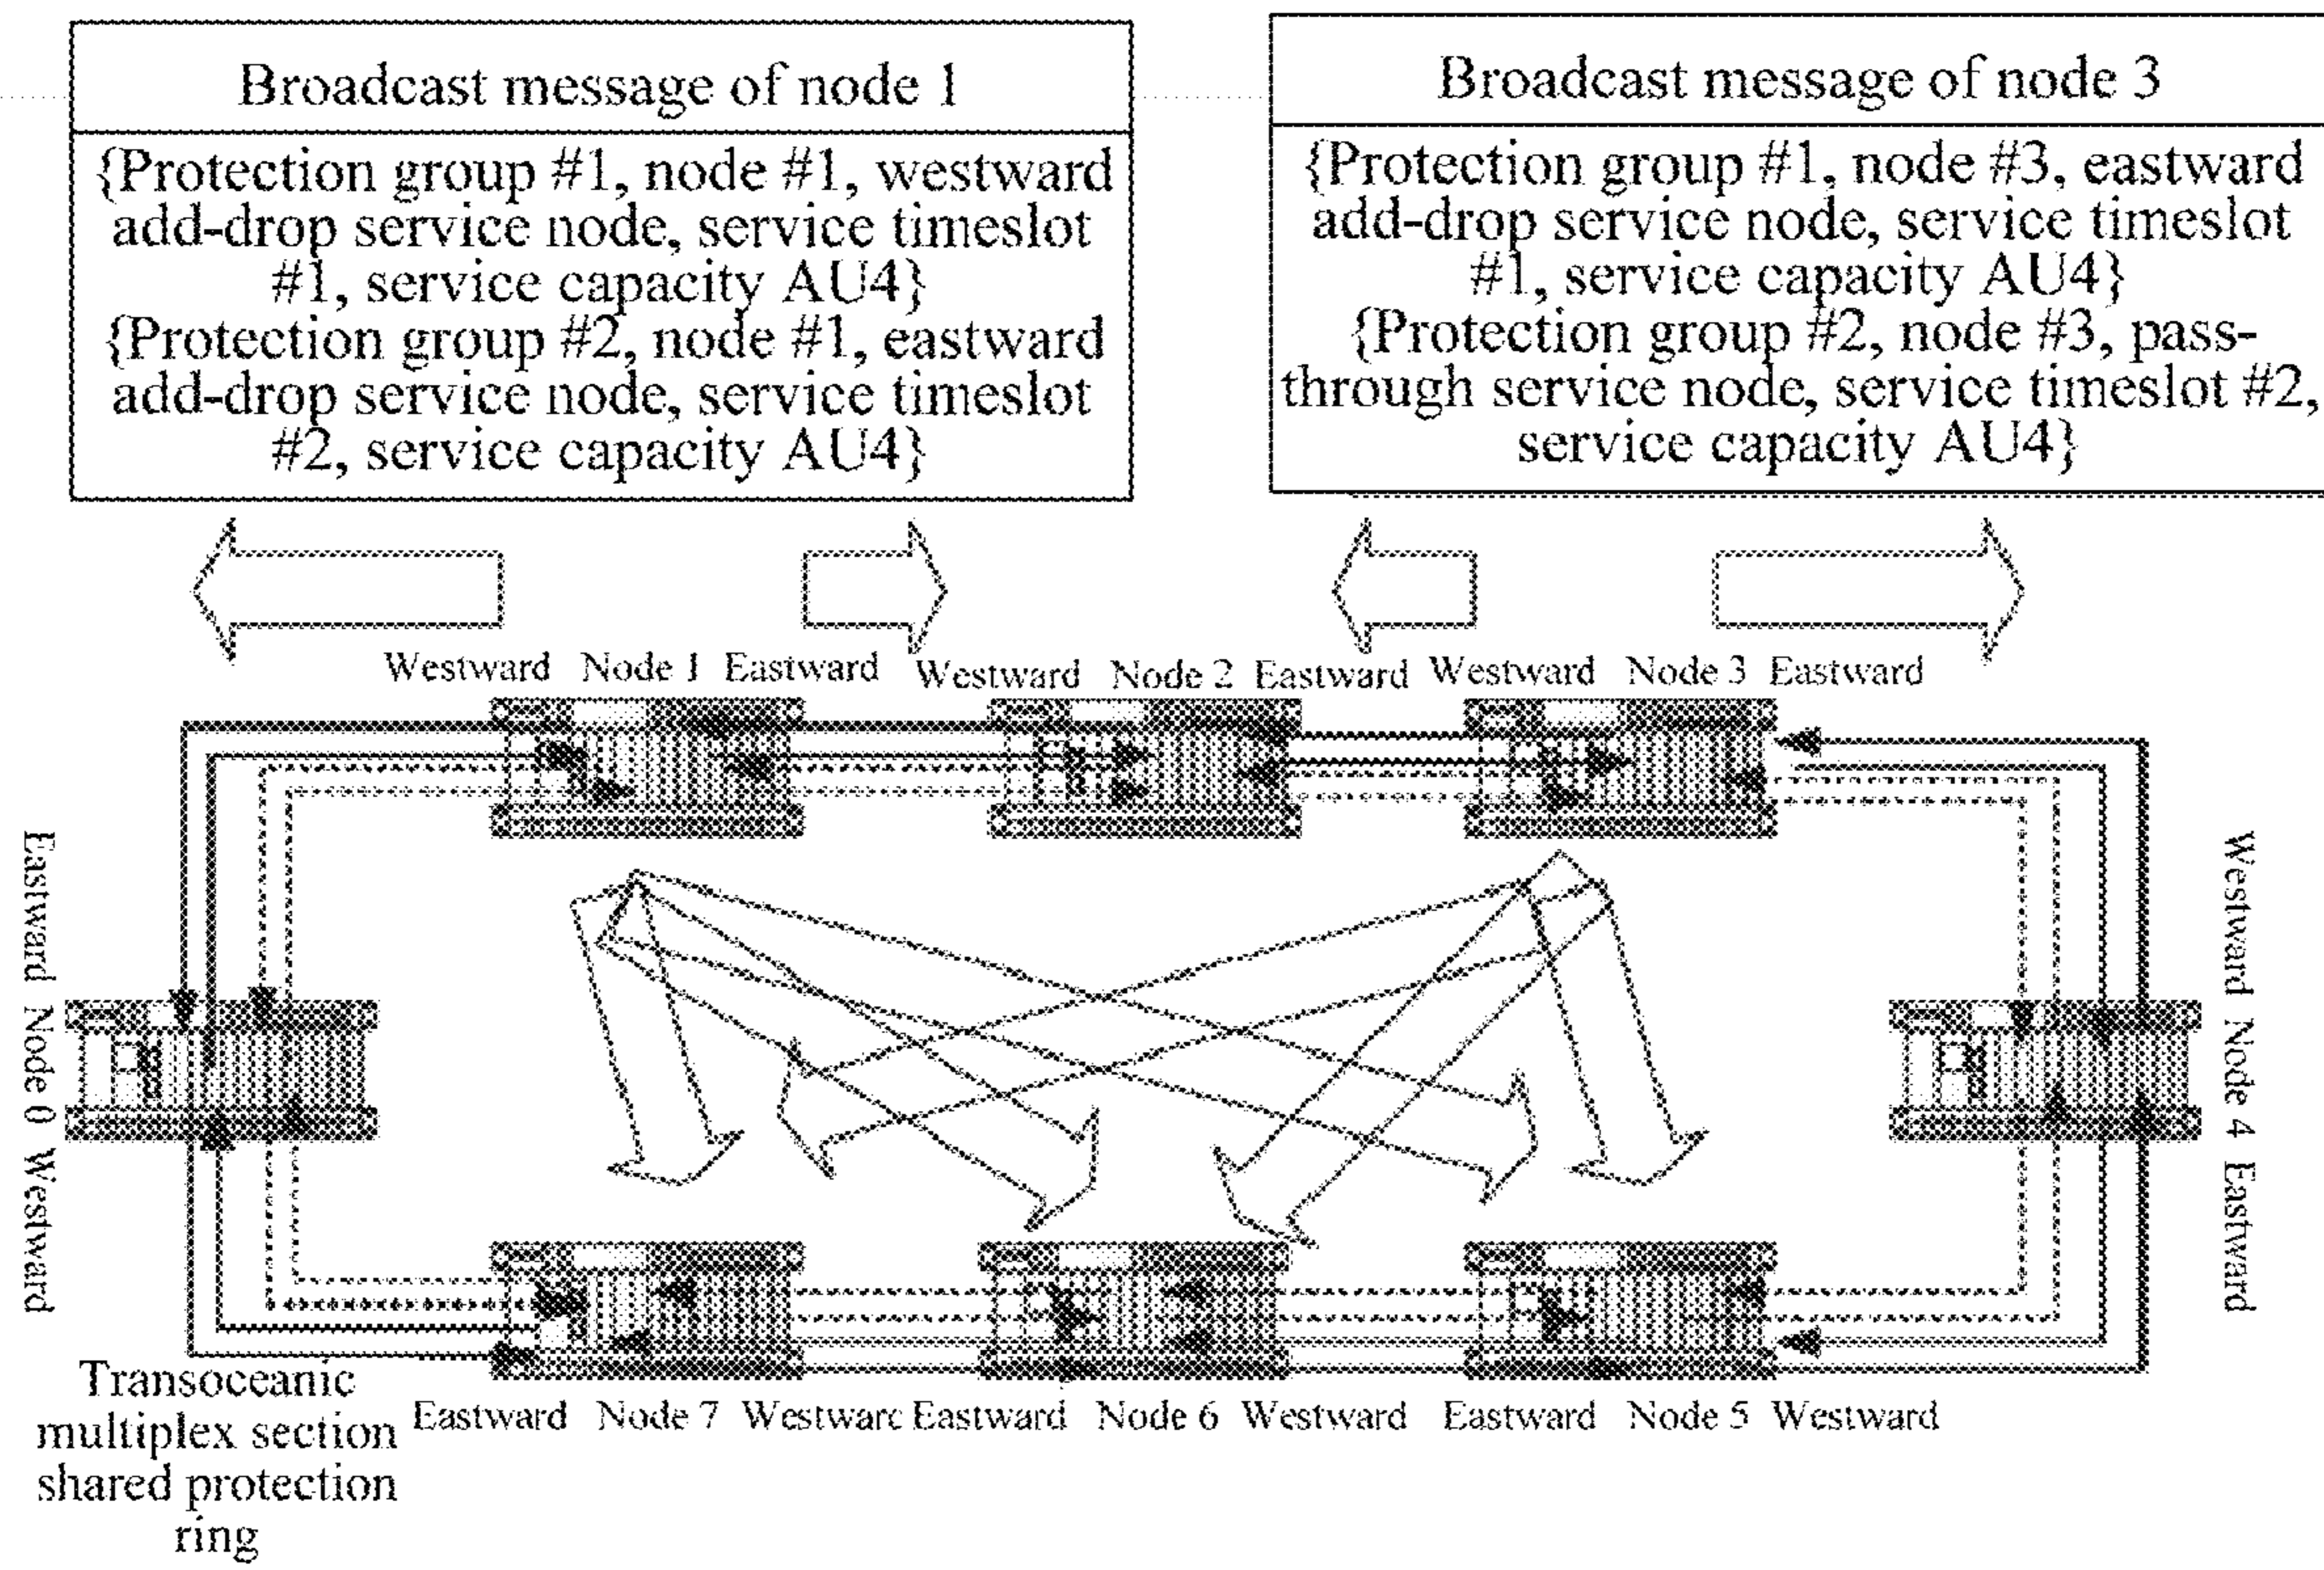 Broadcast message of node 1
{Protection group #1, node #1, westward
add-drop service node, service timeslot
#1, service capacity AU4}
{Protection group #2, node #1, eastward
add-drop service node, service timeslot
#2, service capacity AU4}
Broadcast message of node 3
{Protection group #1, node #3, eastward
add-drop service node, service timeslot
#1, service capacity AU4}
{Protection group #2, node #3, pass-
through service node, service timeslot #2,
service capacity AU4}
Westward Node 1 Eastward
Westward Node 2 Eastward
Westward Node 3 Eastward
Eastward Node 0 Westward
Westward Node 4 Eastward
Eastward Node 7 Westwarc
Eastward Node 6 Westward
Eastward Node 5 Westward
Transoceanic
multiplex section
shared protection
ring